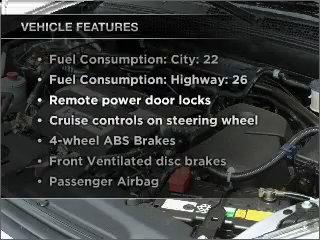 VEHICLE FEATURES
• Fuel Consumption: City: 22
• Fuel Consumption: Highway: 26
• Remote power door locks
• Cruise controls on steering wheel
• 4-wheel ABS Brakes
• Front Ventilated disc brakes
• Passenger Airbag